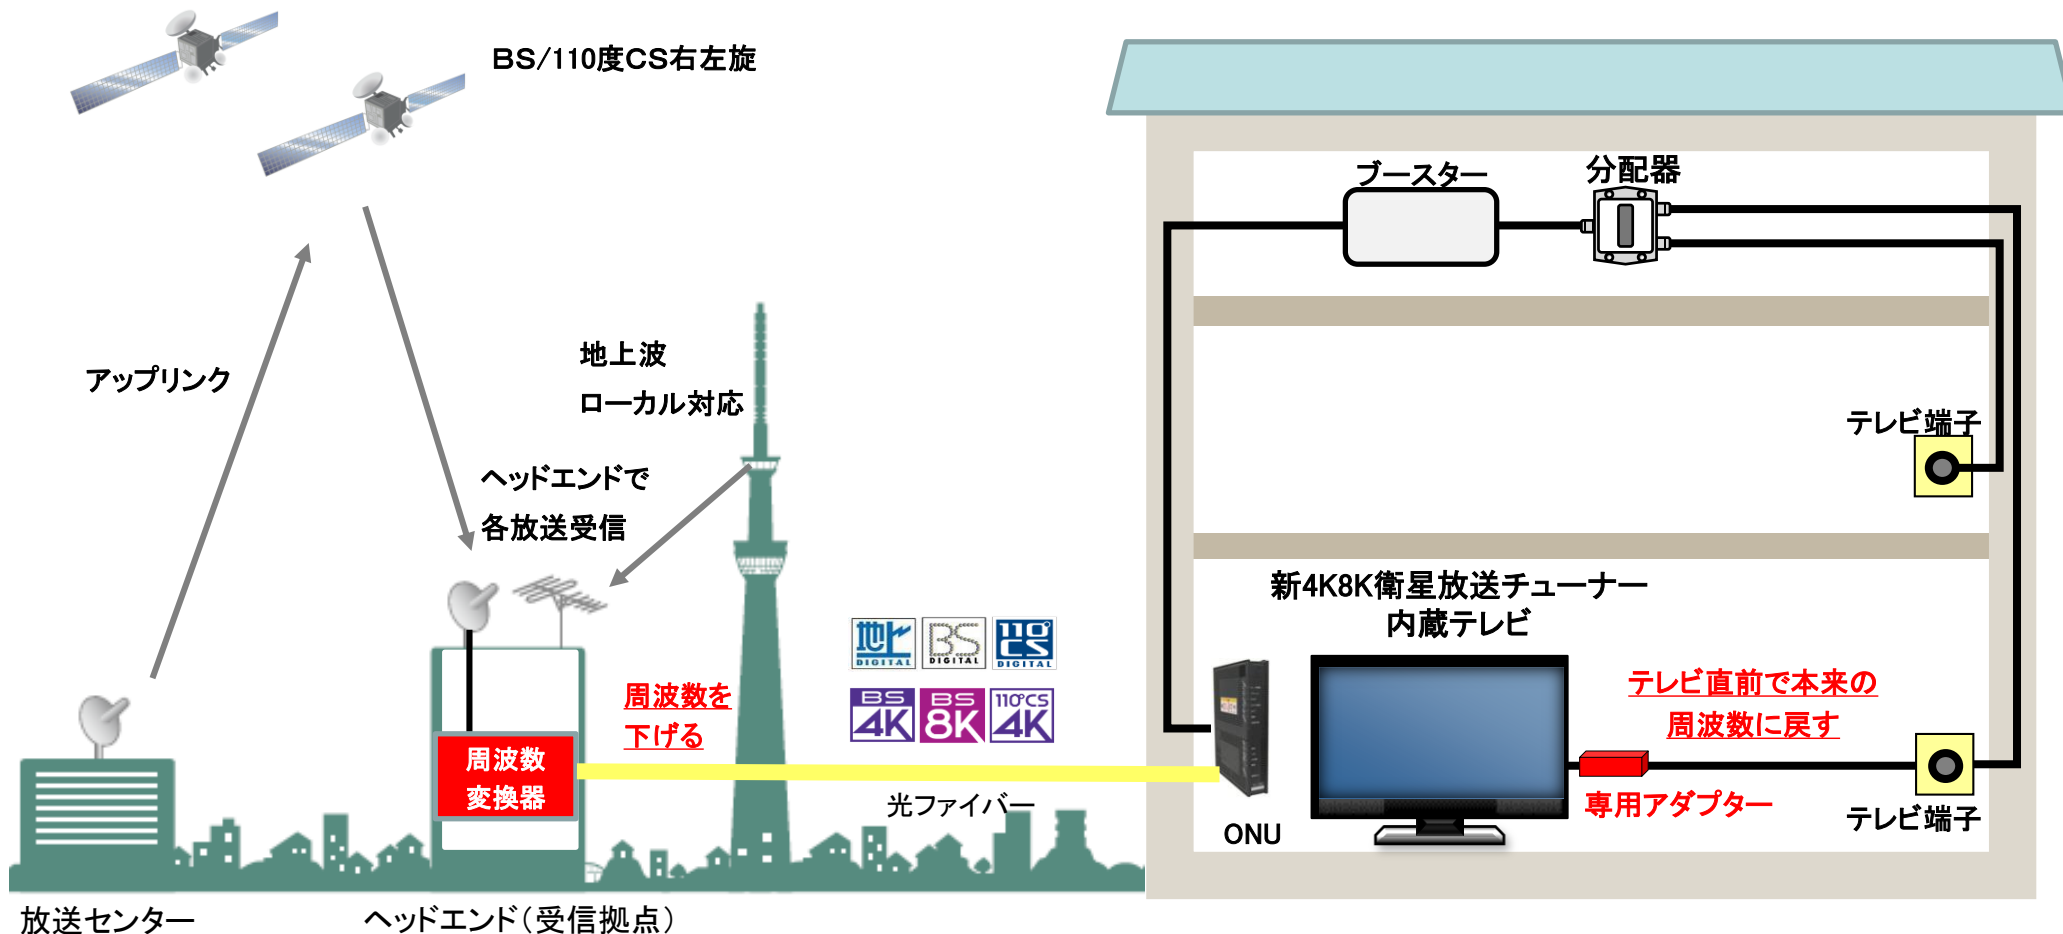 BS/110度CS右左旋
ブースター
分配器
地上波
ローカル対応
アップリンク
テレビ端子
ヘッドエンドで
各放送受信
新4K8K衛星放送チューナー
内蔵テレビ
地上
DIGITAL
BS
DIGITAL
110°
CS
DIGITAL
周波数を
下げる
BS
4K
BS
8K
110°CS
4K
テレビ直前で本来の
周波数に戻す
周波数
変換器
光ファイバー
専用アダプター
ONU
テレビ端子
放送センター
ヘッドエンド(受信拠点)